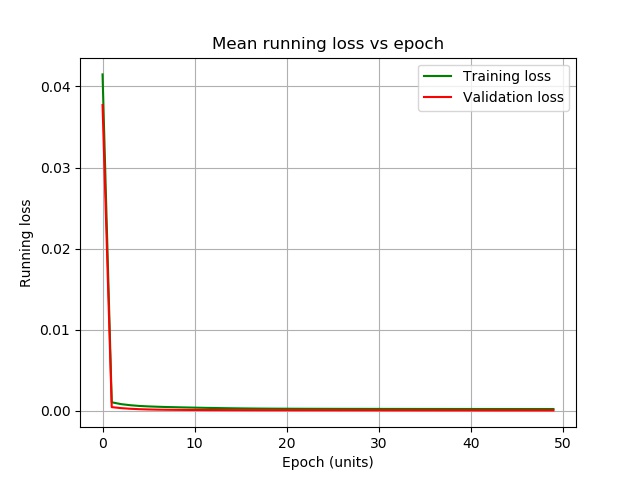 Mean running loss vs epoch
Training loss
Validation loss
0.04
0.03
0.02
0.01
0.00
Running loss
0 10 20 30 40 50
Epoch (units)